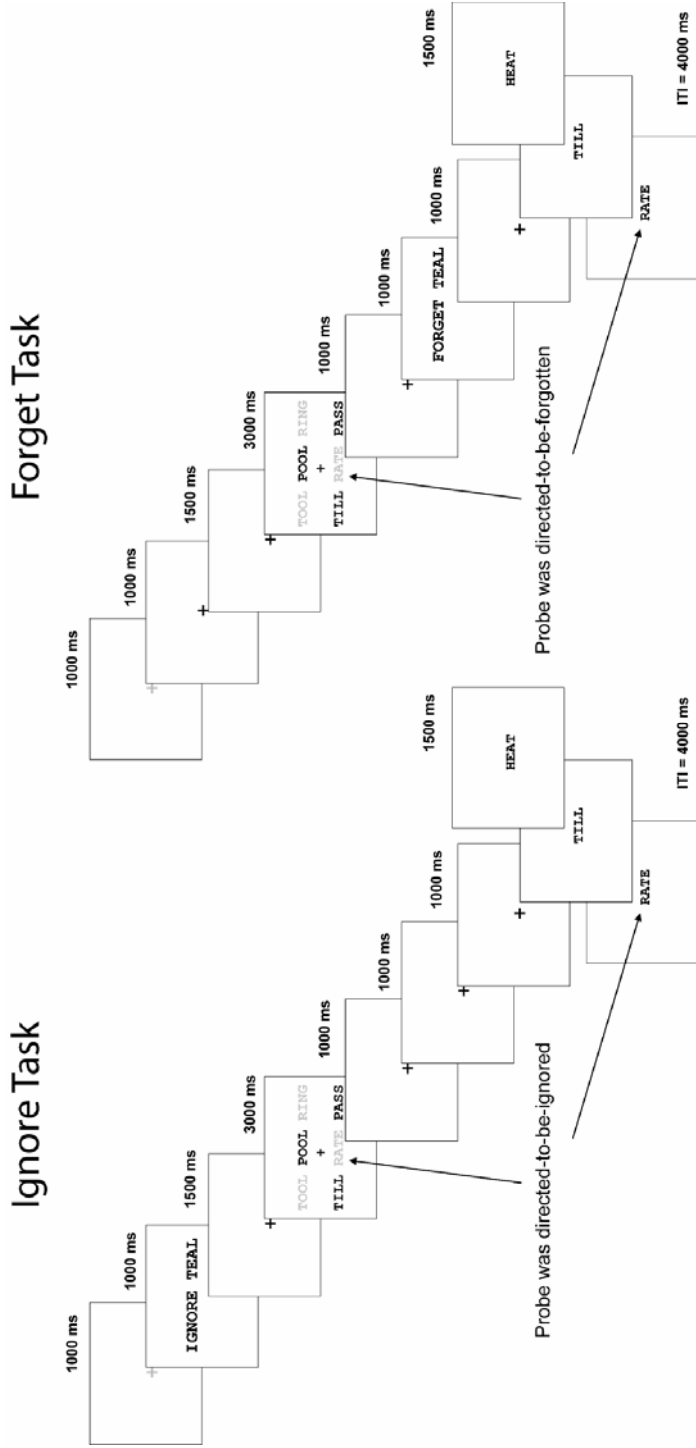 Ignore Task
1000 ms
+
1000 ms
IGNORE TEAL
1500 ms
+
3000 ms
TOOL POOL RING
+
TILL RATE PASS
1000 ms
+
1000 ms
+
1000 ms
+
1500 ms
HEAT
TILL
RATE
ITI = 4000 ms
Probe was directed-to-be-ignored
Forget Task
1000 ms
+
1000 ms
+
1500 ms
+
3000 ms
TOOL POOL RING
+
TILL RATE PASS
1000 ms
+
1000 ms
FORGET TEAL
1000 ms
+
1500 ms
HEAT
TILL
RATE
ITI = 4000 ms
Probe was directed-to-be-forgotten